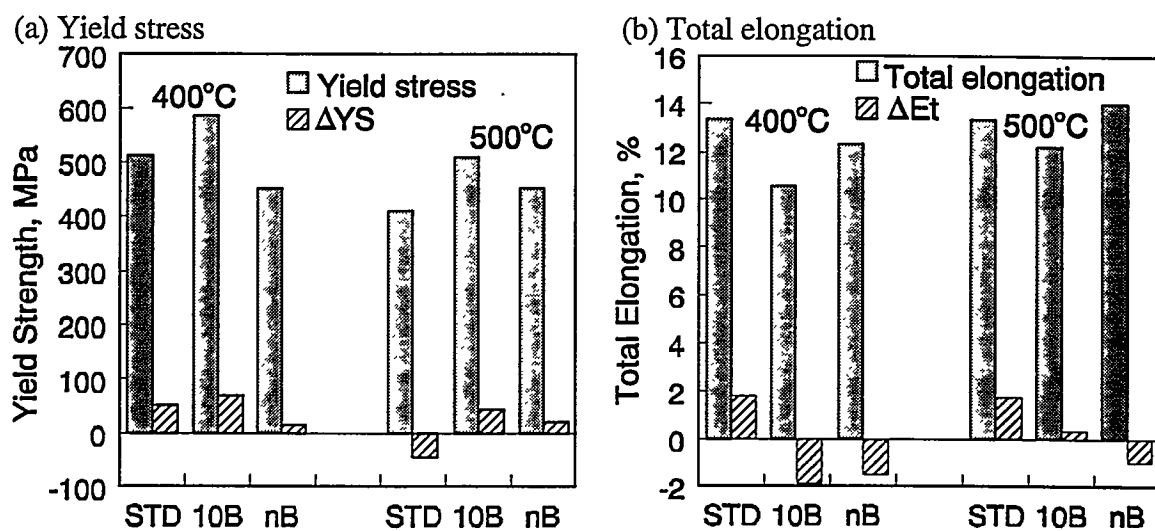 (a) Yield stress
700
600
500
400
300
200
100
0
-100
Yield Strength, MPa
Yield stress
ΔYS
400°C
500°C
STD 10B nB STD 10B nB
(b) Total elongation
16
14
12
10
8
6
4
2
0
-2
Total Elongation, %
Total elongation
ΔEt
400°C
500°C
STD 10B nB STD 10B nB